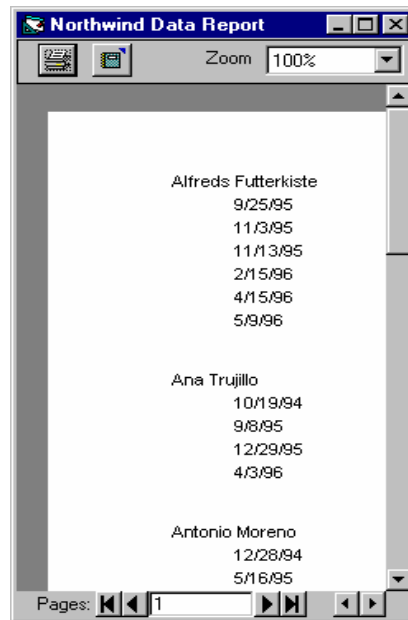 Northwind Data Report
Zoom 100%
Alfreds Futterkiste
9/25/95
11/3/95
11/13/95
2/15/96
4/15/96
5/9/96
Ana Trujillo
10/19/94
9/8/95
12/29/95
4/3/96
Antonio Moreno
12/28/94
5/16/95
Pages: 1